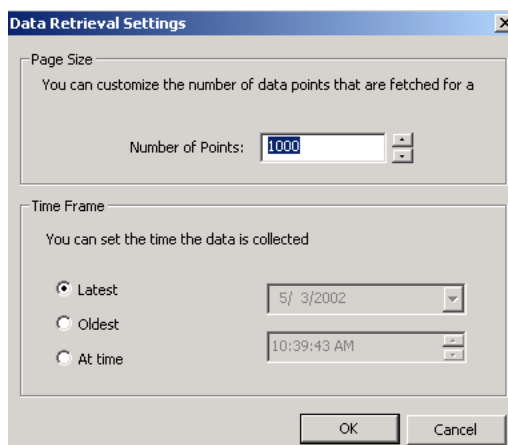 Data Retrieval Settings
Page Size
You can customize the number of data points that are fetched for a
Number of Points: 1000
Time Frame
You can set the time the data is collected
Latest
5/ 3/2002
Oldest
10:39:43 AM
At time
OK Cancel